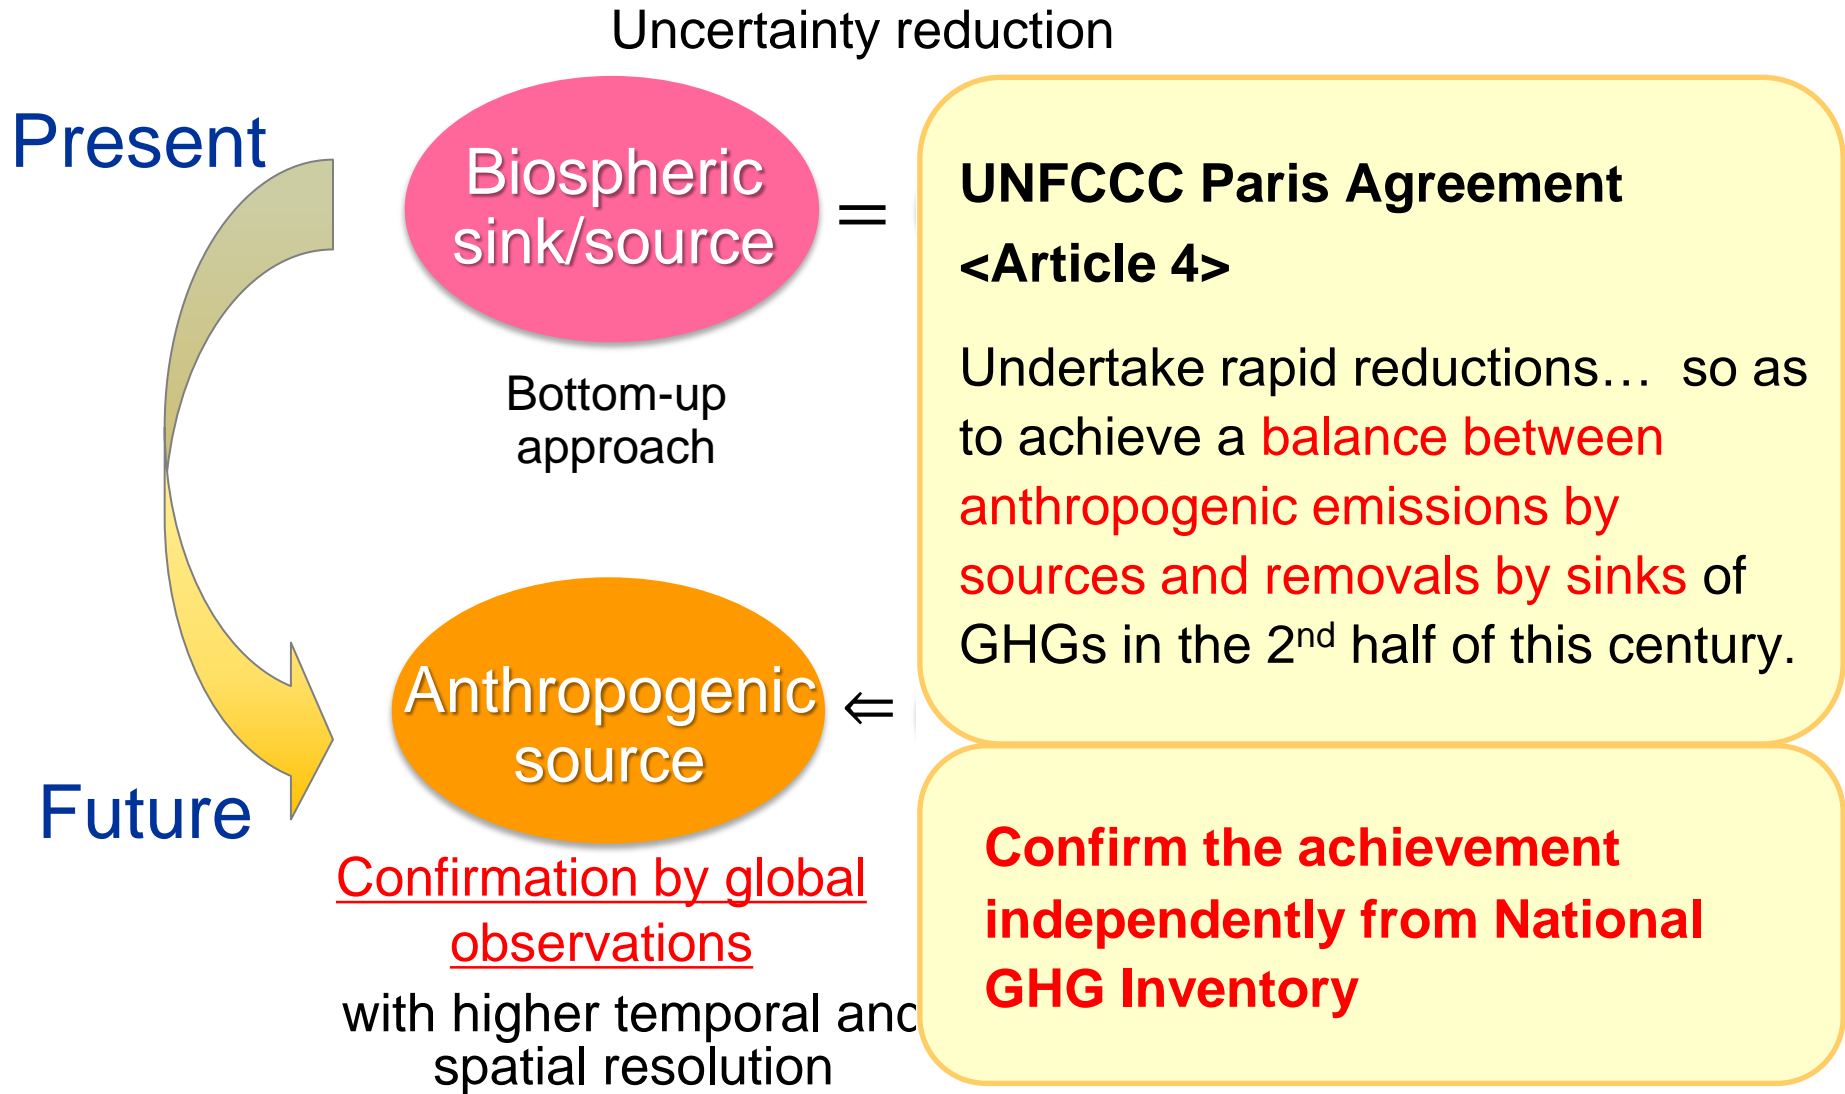 Uncertainty reduction
Present
Biospheric
sink/source
=
Bottom-up
approach
Anthropogenic
source
⇐
Future
Confirmation by global
observations
with higher temporal and
spatial resolution
UNFCCC Paris Agreement
<Article 4>
Undertake rapid reductions… so as
to achieve a balance between
anthropogenic emissions by
sources and removals by sinks of
GHGs in the 2nd half of this century.
Confirm the achievement
independently from National
GHG Inventory